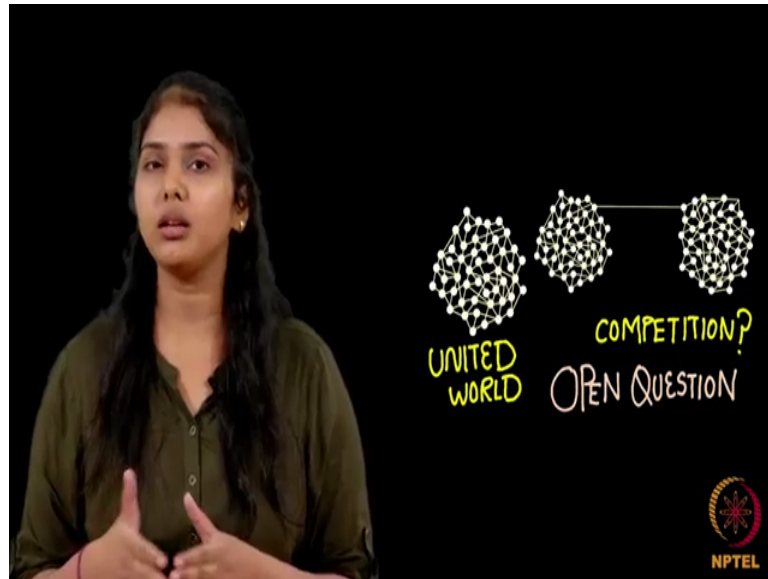 UNITED
WORLD
COMPETITION?
OPEN QUESTION
NPTEL